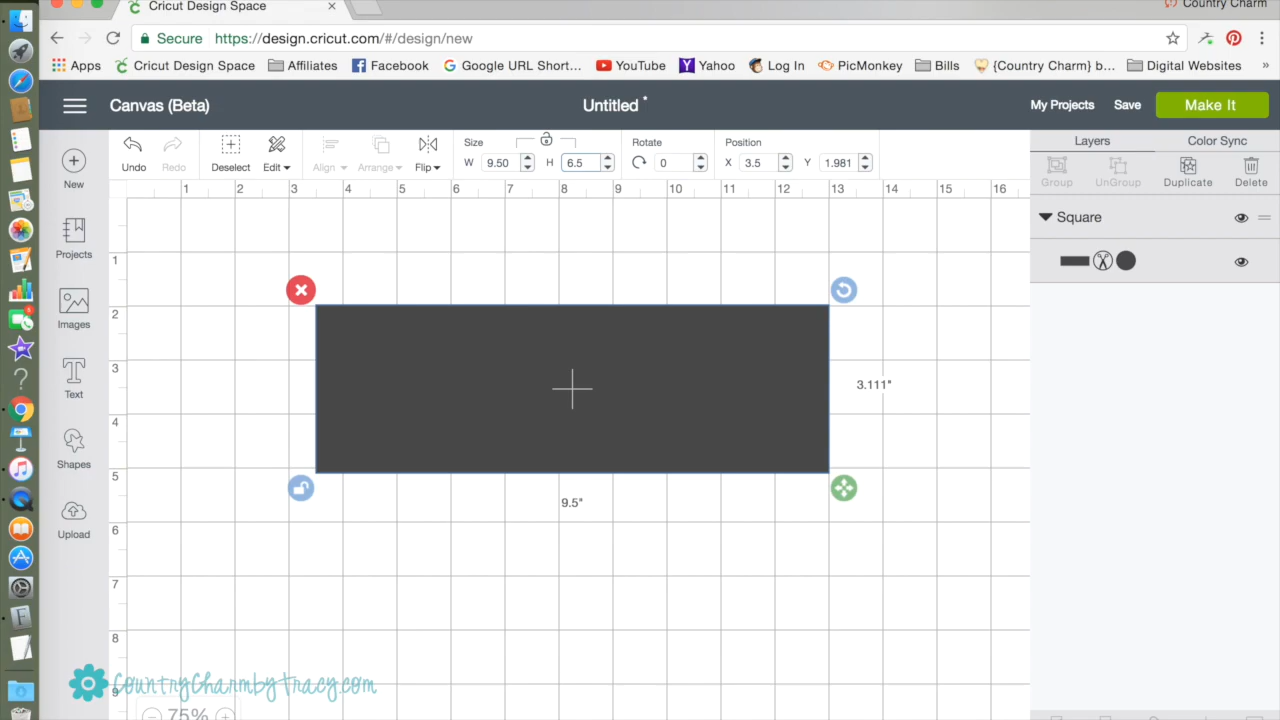 Cricut Design Space
Country Charm
Secure https://design.cricut.com/#/design/new
Apps Cricut Design Space Affiliates Facebook Google URL Short... YouTube Yahoo Log In PicMonkey Bills {Country Charm} b... Digital Websites »
Canvas (Beta) Untitled * My Projects Save Make It
Size Rotate Position Layers Color Sync
W 9.50 H 6.5 0 X 3.5 Y 1.981
Undo Redo Deselect Edit Align Arrange Flip Group UnGroup Duplicate Delete
1 2 3 4 5 6 7 8 9 10 11 12 13 14 15 16
New
Projects
Images
Text
Shapes
Upload
1
2
3
4
5
6
7
8
9
Square
3.111"
9.5"
CountryCharmbyTracy.com
75%